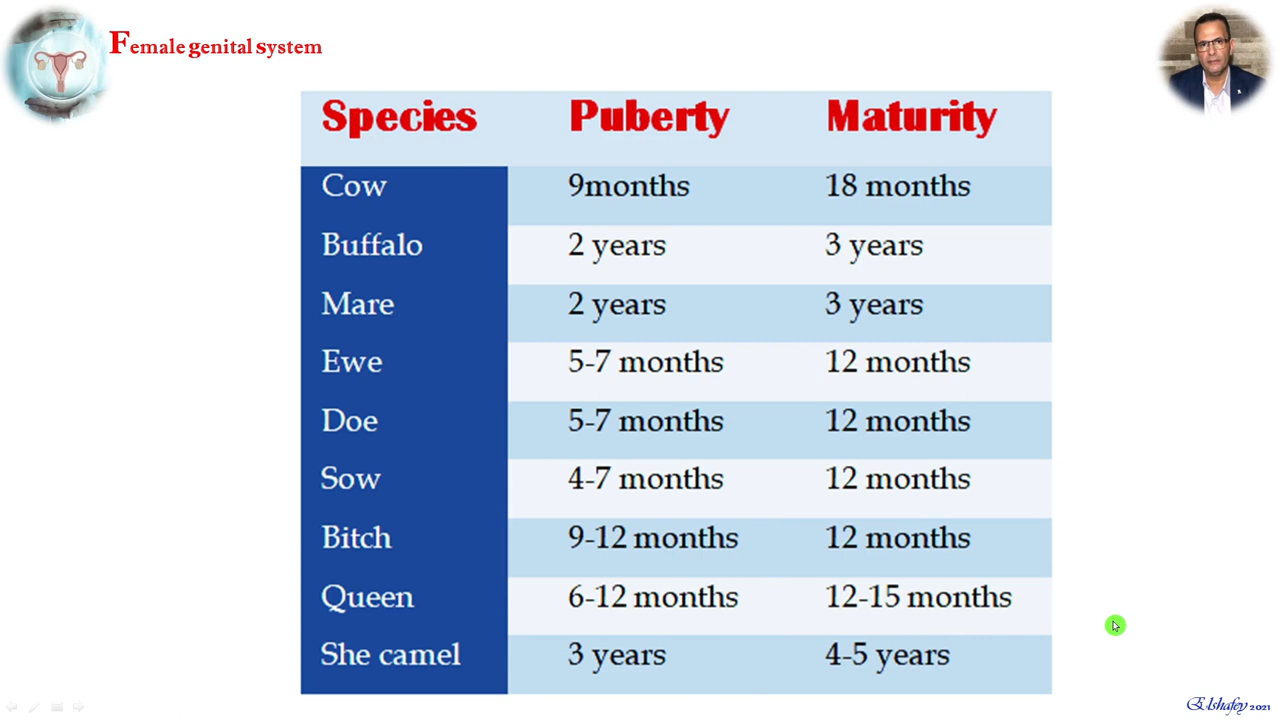 Female genital system
Species Puberty Maturity
Cow 9months 18 months
Buffalo 2 years 3 years
Mare 2 years 3 years
Ewe 5-7 months 12 months
Doe 5-7 months 12 months
Sow 4-7 months 12 months
Bitch 9-12 months 12 months
Queen 6-12 months 12-15 months
She camel 3 years 4-5 years
Elshafey 2021